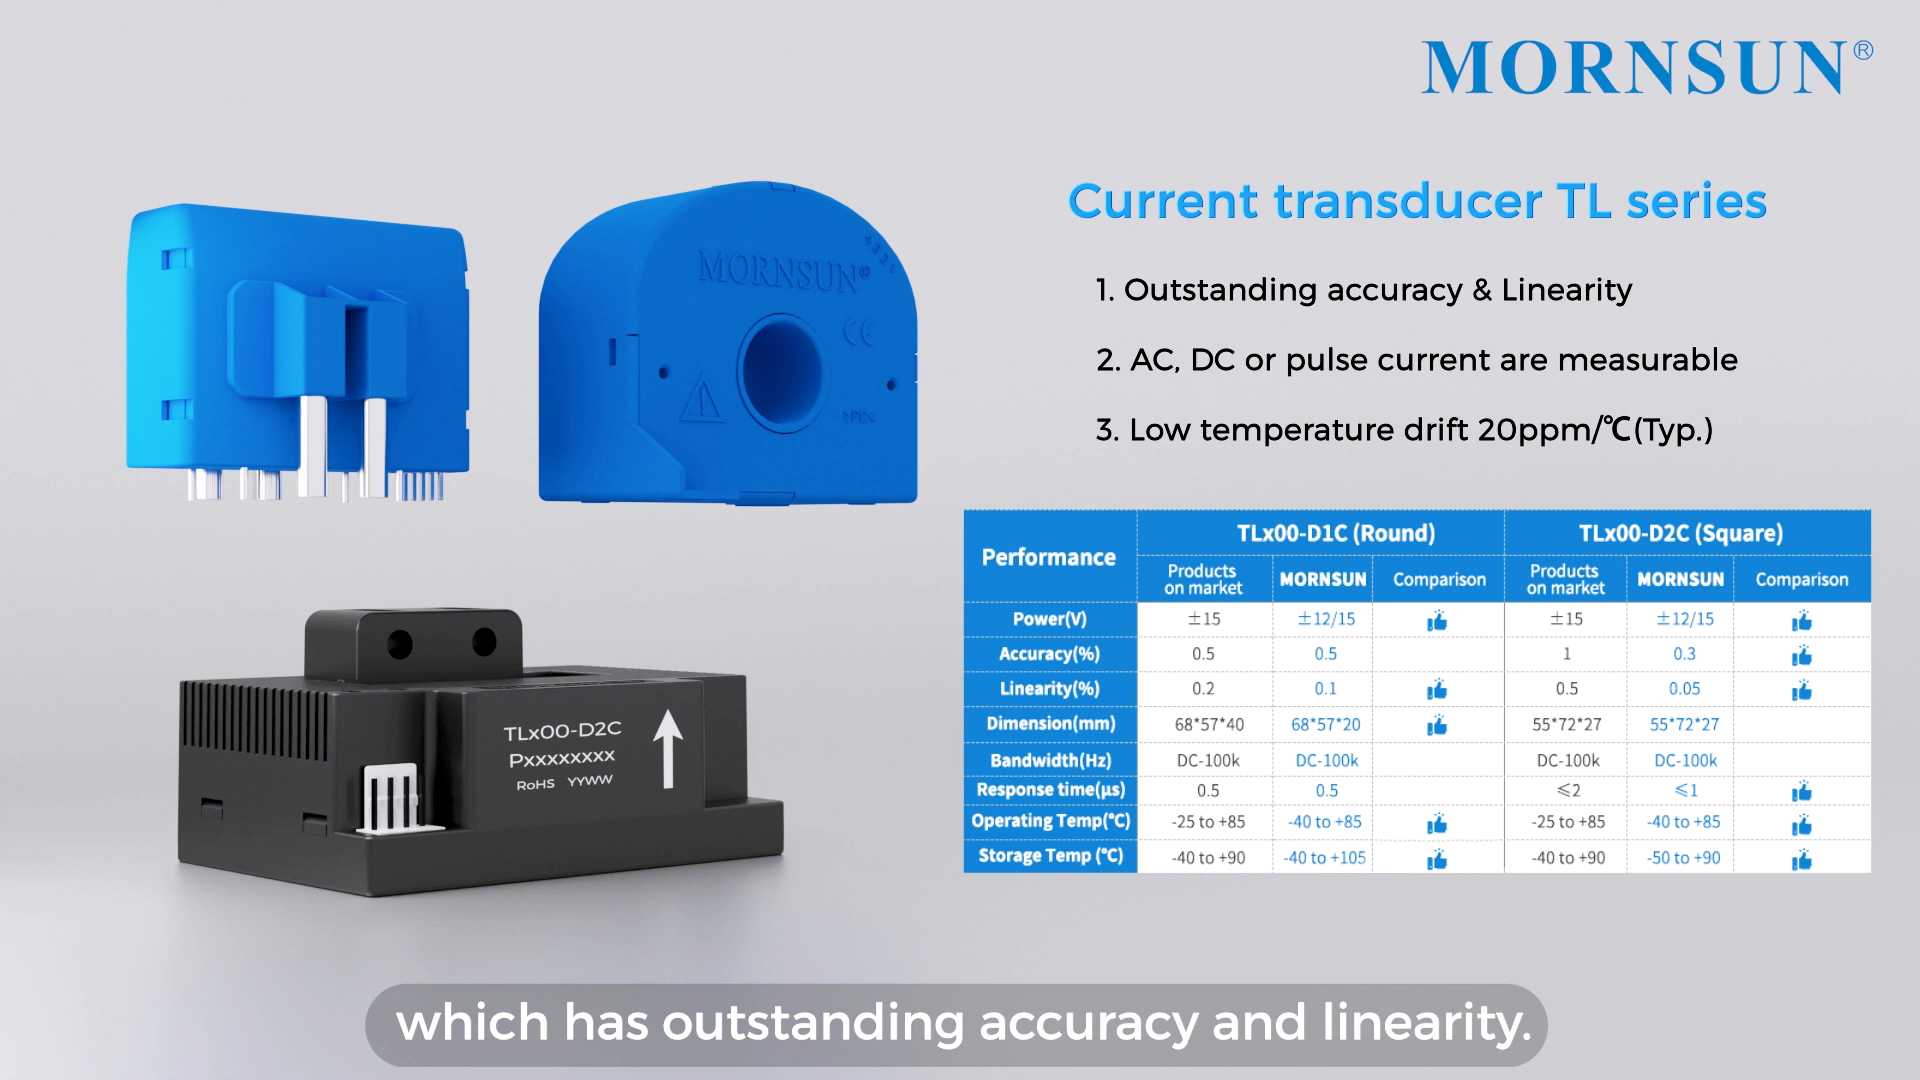 MORNSUN®
Current transducer TL series
1. Outstanding accuracy & Linearity
2. AC, DC or pulse current are measurable
3. Low temperature drift 20ppm/℃(Typ.)
MORNSUN®
CE
>PC<
TLx00-D2C
Pxxxxxxxxx
RoHS YYWW
Performance TLx00-D1C (Round) TLx00-D2C (Square)
Products on market MORNSUN Comparison Products on market MORNSUN Comparison
Power(V) ±15 ±12/15 ±15 ±12/15
Accuracy(%) 0.5 0.5 1 0.3
Linearity(%) 0.2 0.1 0.5 0.05
Dimension(mm) 68*57*40 68*57*20 55*72*27 55*72*27
Bandwidth(Hz) DC-100k DC-100k DC-100k DC-100k
Response time(μs) 0.5 0.5 ≤2 ≤1
Operating Temp(℃) -25 to +85 -40 to +85 -25 to +85 -40 to +85
Storage Temp (℃) -40 to +90 -40 to +105 -40 to +90 -50 to +90
which has outstanding accuracy and linearity.